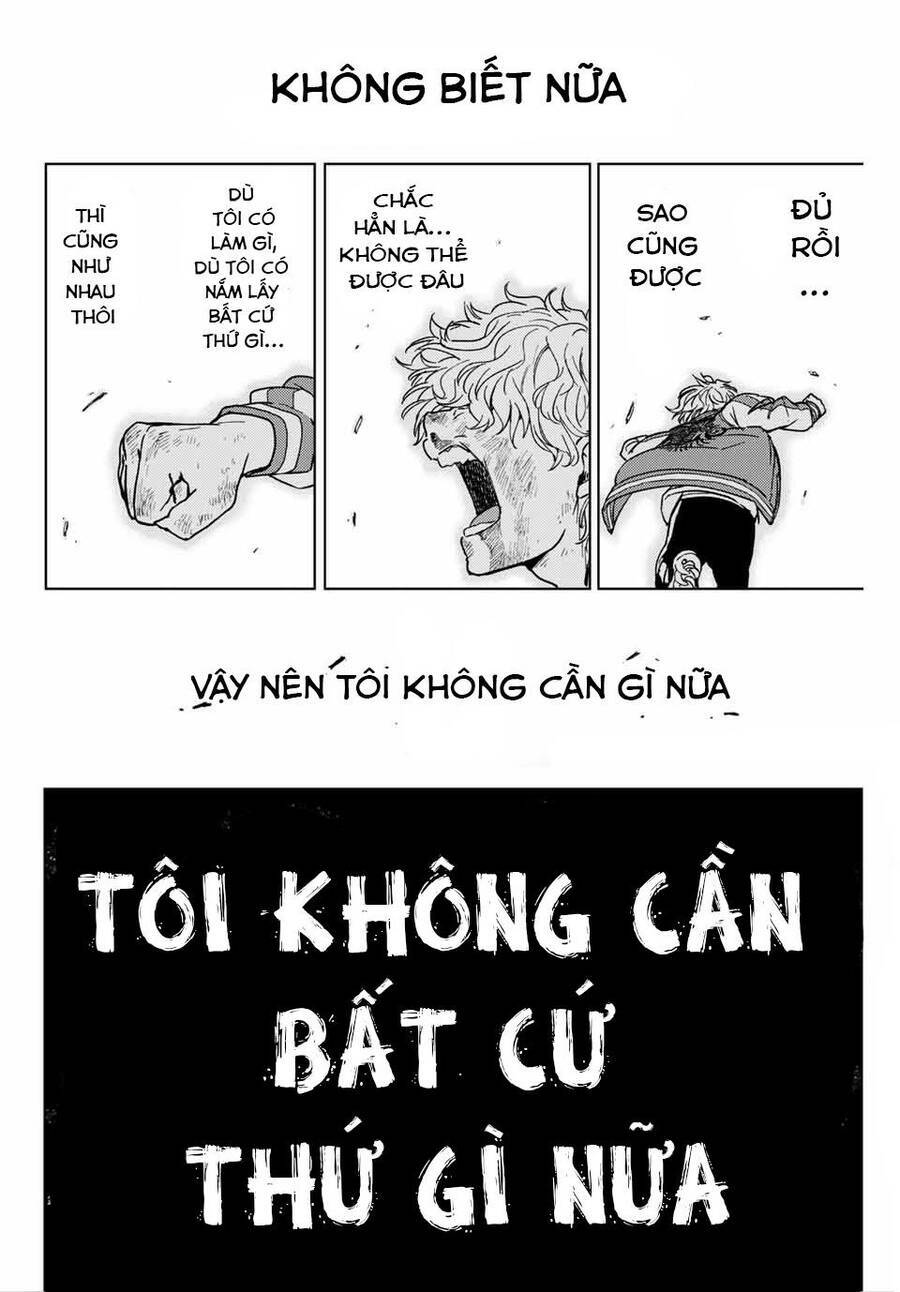 KHÔNG BIẾT NỮA
ĐỦ
RỒI
...
SAO
CŨNG
ĐƯỢC
CHẮC
HẲN LÀ...
KHÔNG THỂ
ĐƯỢC ĐÂU
DÙ
TÔI CÓ
LÀM GÌ,
DÙ TÔI CÓ
NẮM LẤY
BẤT CỨ
THỨ GÌ...
THÌ
CŨNG
NHƯ
NHAU
THÔI
VẬY NÊN TÔI KHÔNG CẦN GÌ NỮA
TÔI KHÔNG CẦN
BẤT CỨ
THỨ GÌ NỮA